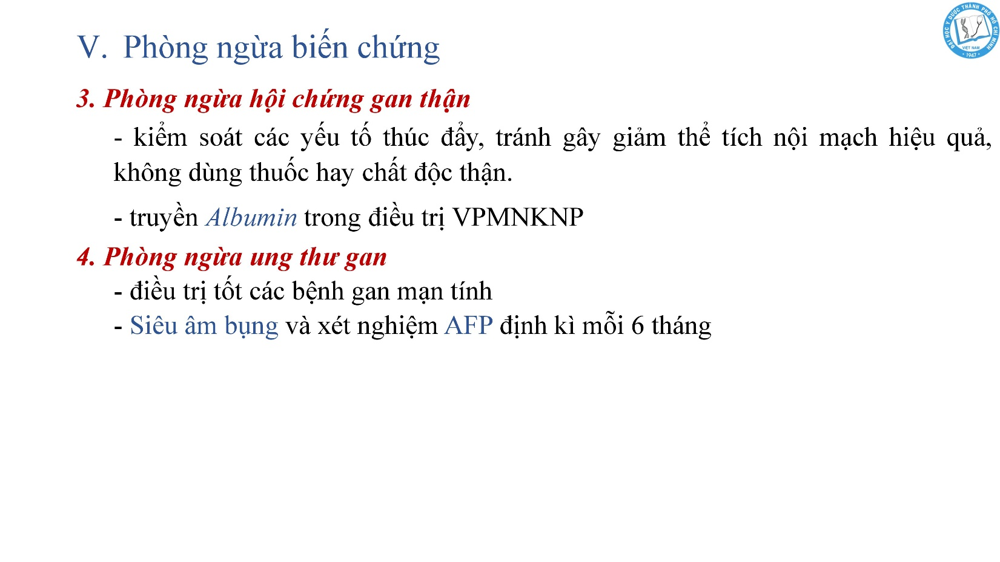 V. Phòng ngừa biến chứng
ĐẠI HỌC Y DƯỢC THÀNH PHỐ HỒ CHÍ MINH
VIỆT NAM
1947
3. Phòng ngừa hội chứng gan thận
- kiểm soát các yếu tố thúc đẩy, tránh gây giảm thể tích nội mạch hiệu quả,
không dùng thuốc hay chất độc thận.
- truyền Albumin trong điều trị VPMNKNP
4. Phòng ngừa ung thư gan
- điều trị tốt các bệnh gan mạn tính
- Siêu âm bụng và xét nghiệm AFP định kì mỗi 6 tháng